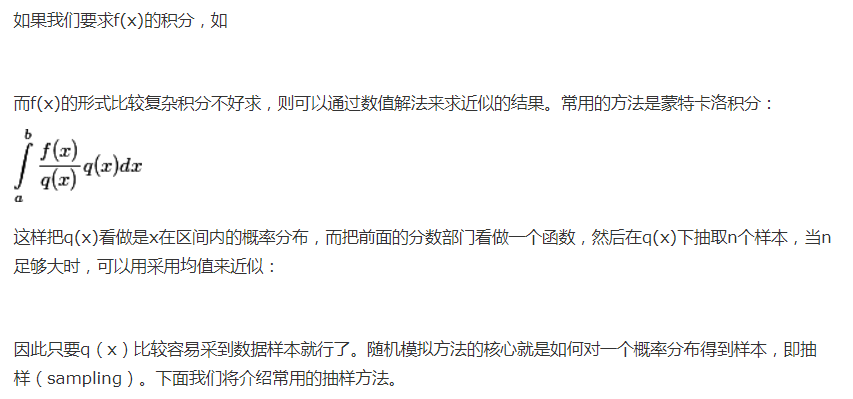 如果我们要求f(x)的积分，如
而f(x)的形式比较复杂积分不好求，则可以通过数值解法来求近似的结果。常用的方法是蒙特卡洛积分：
∫_a^b f(x)/q(x) q(x)dx
这样把q(x)看做是x在区间内的概率分布，而把前面的分数部门看做一个函数，然后在q(x)下抽取n个样本，当n
足够大时，可以用采用均值来近似：
因此只要q（x）比较容易采到数据样本就行了。随机模拟方法的核心就是如何对一个概率分布得到样本，即抽
样（sampling）。下面我们将介绍常用的抽样方法。